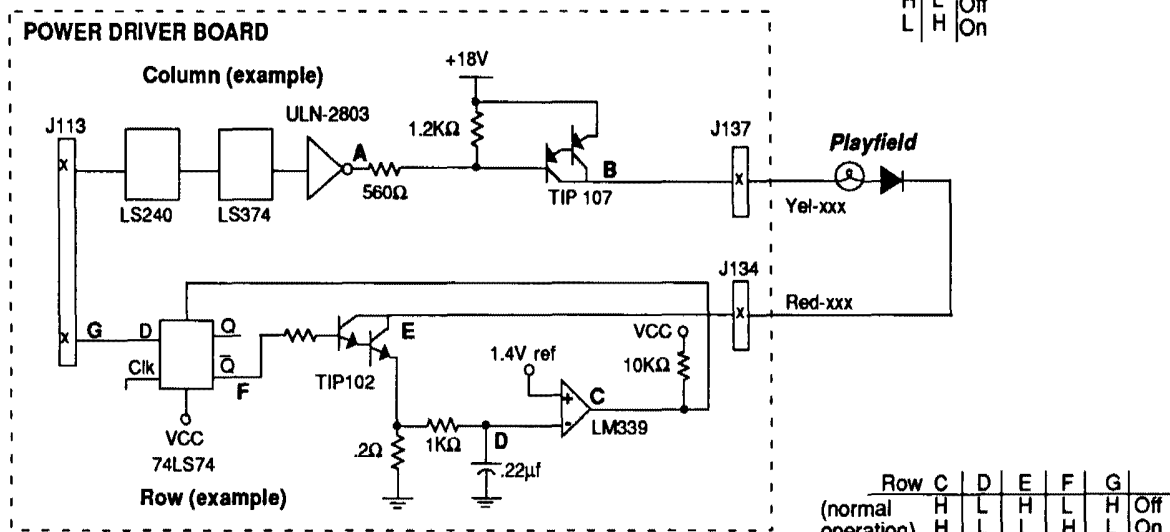 H L Off
L H On
POWER DRIVER BOARD
Column (example)
+18V
J113
ULN-2803
1.2KΩ
J137
A
B
x
x
Playfield
560Ω
TIP 107
LS240
LS374
Yel-xxx
J134
Red-xxx
x
x
G
D
Q
E
VCC
1.4V ref
10KΩ
Clk
Q̅
F
TIP102
+
C
-
LM339
VCC
74LS74
.2Ω
1KΩ
D
.22µf
Row (example)
Row C D E F G
(normal H L H L H Off
operation) H L L H L On